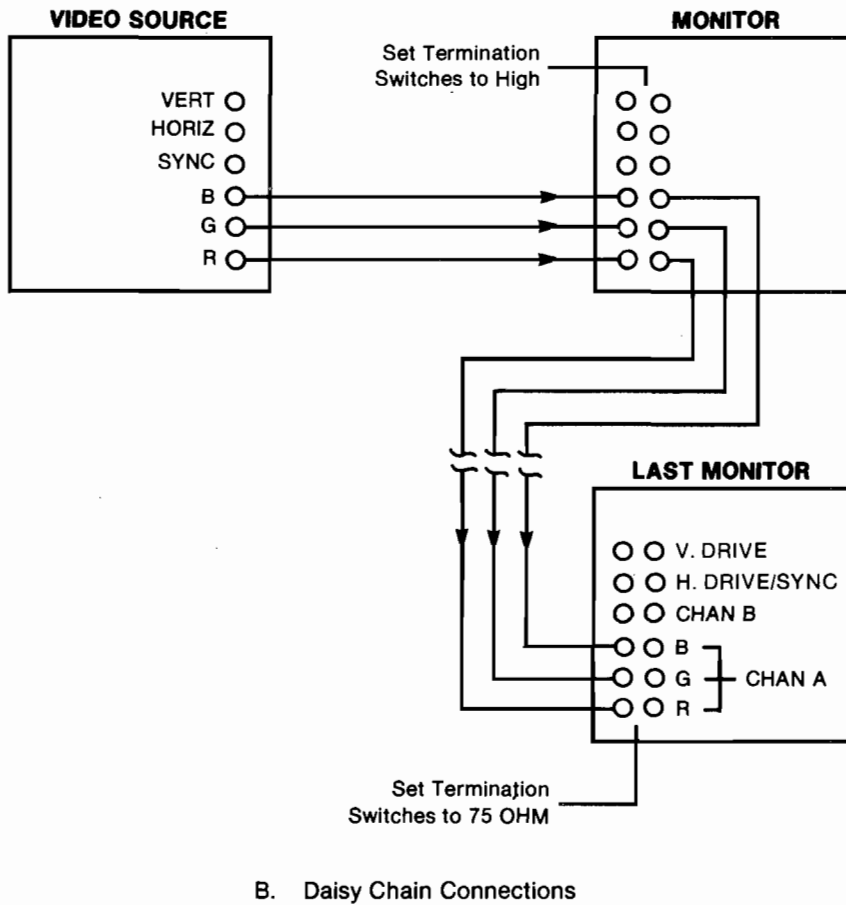 VIDEO SOURCE
MONITOR
Set Termination
Switches to High
VERT
HORIZ
SYNC
B
G
R
LAST MONITOR
V. DRIVE
H. DRIVE/SYNC
CHAN B
B
G CHAN A
R
Set Termination
Switches to 75 OHM
B. Daisy Chain Connections